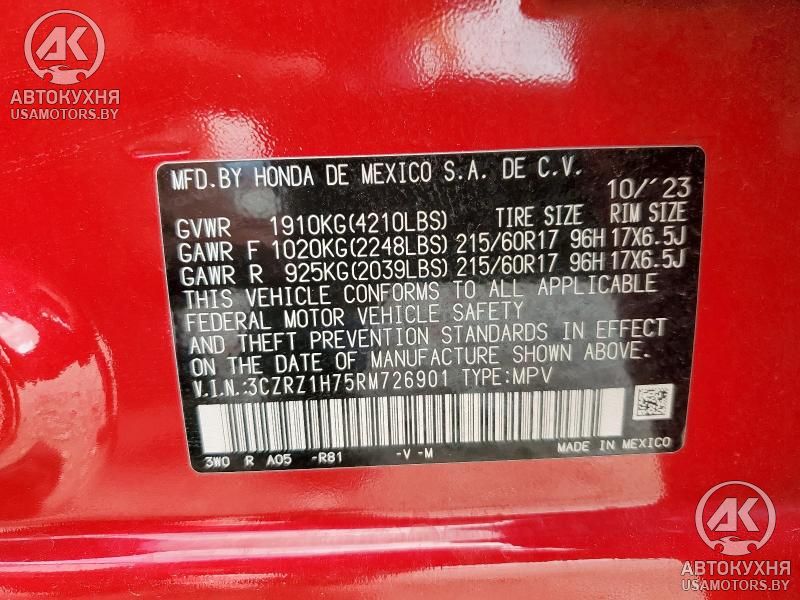 АК
АВТОКУХНЯ
USAMOTORS.BY
MFD.BY HONDA DE MEXICO S.A. DE C.V.
10/'23
GVWR 1910KG(4210LBS) TIRE SIZE RIM SIZE
GAWR F 1020KG(2248LBS) 215/60R17 96H 17X6.5J
GAWR R 925KG(2039LBS) 215/60R17 96H 17X6.5J
THIS VEHICLE CONFORMS TO ALL APPLICABLE
FEDERAL MOTOR VEHICLE SAFETY
AND THEFT PREVENTION STANDARDS IN EFFECT
ON THE DATE OF MANUFACTURE SHOWN ABOVE.
V.I.N.:3CZRZ1H75RM726901 TYPE:MPV
3W0 R A05 -R81 -V -M MADE IN MEXICO
АК
АВТОКУХНЯ
USAMOTORS.BY